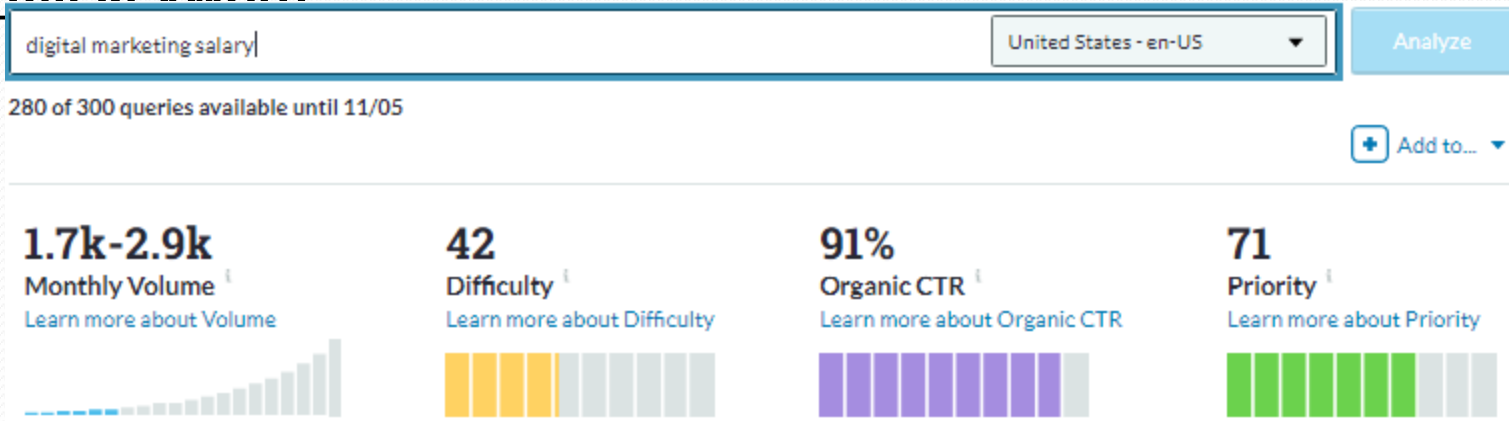 digital marketing salary
United States - en-US
Analyze
280 of 300 queries available until 11/05
Add to...
1.7k-2.9k
Monthly Volume
Learn more about Volume
42
Difficulty
Learn more about Difficulty
91%
Organic CTR
Learn more about Organic CTR
71
Priority
Learn more about Priority